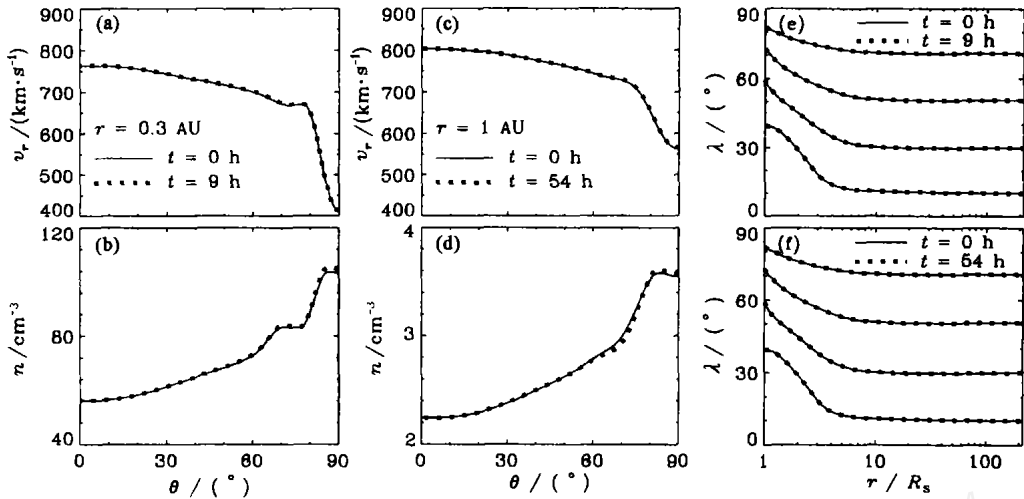 (a)
900
800
700
600
500
400
v_r /(km·s⁻¹)
r = 0.3 AU
t = 0 h
t = 9 h
(b)
120
80
40
n /cm⁻³
0
30
60
90
θ / (°)
(c)
900
800
700
600
500
400
v_r /(km·s⁻¹)
r = 1 AU
t = 0 h
t = 54 h
(d)
4
3
2
n /cm⁻³
0
30
60
90
θ / (°)
(e)
90
60
30
0
λ / (°)
t = 0 h
t = 9 h
(f)
90
60
30
0
λ / (°)
t = 0 h
t = 54 h
1
10
100
r / R_S